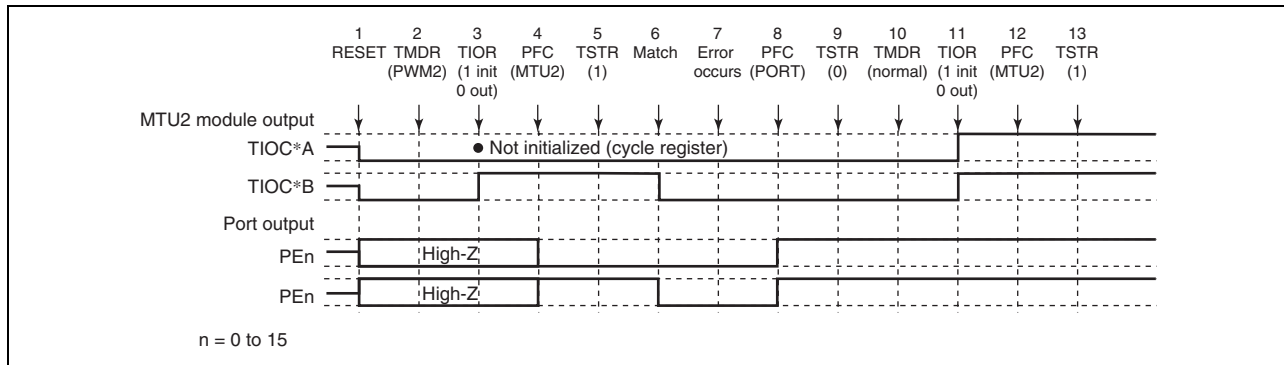 1 2 3 4 5 6 7 8 9 10 11 12 13
RESET TMDR TIOR PFC TSTR Match Error PFC TSTR TMDR TIOR PFC TSTR
(PWM2) (1 init (MTU2) (1) occurs (PORT) (0) (normal) (1 init (MTU2) (1)
0 out) 0 out)
MTU2 module output
TIOC*A ● Not initialized (cycle register)
TIOC*B
Port output
PEn High-Z
PEn High-Z
n = 0 to 15